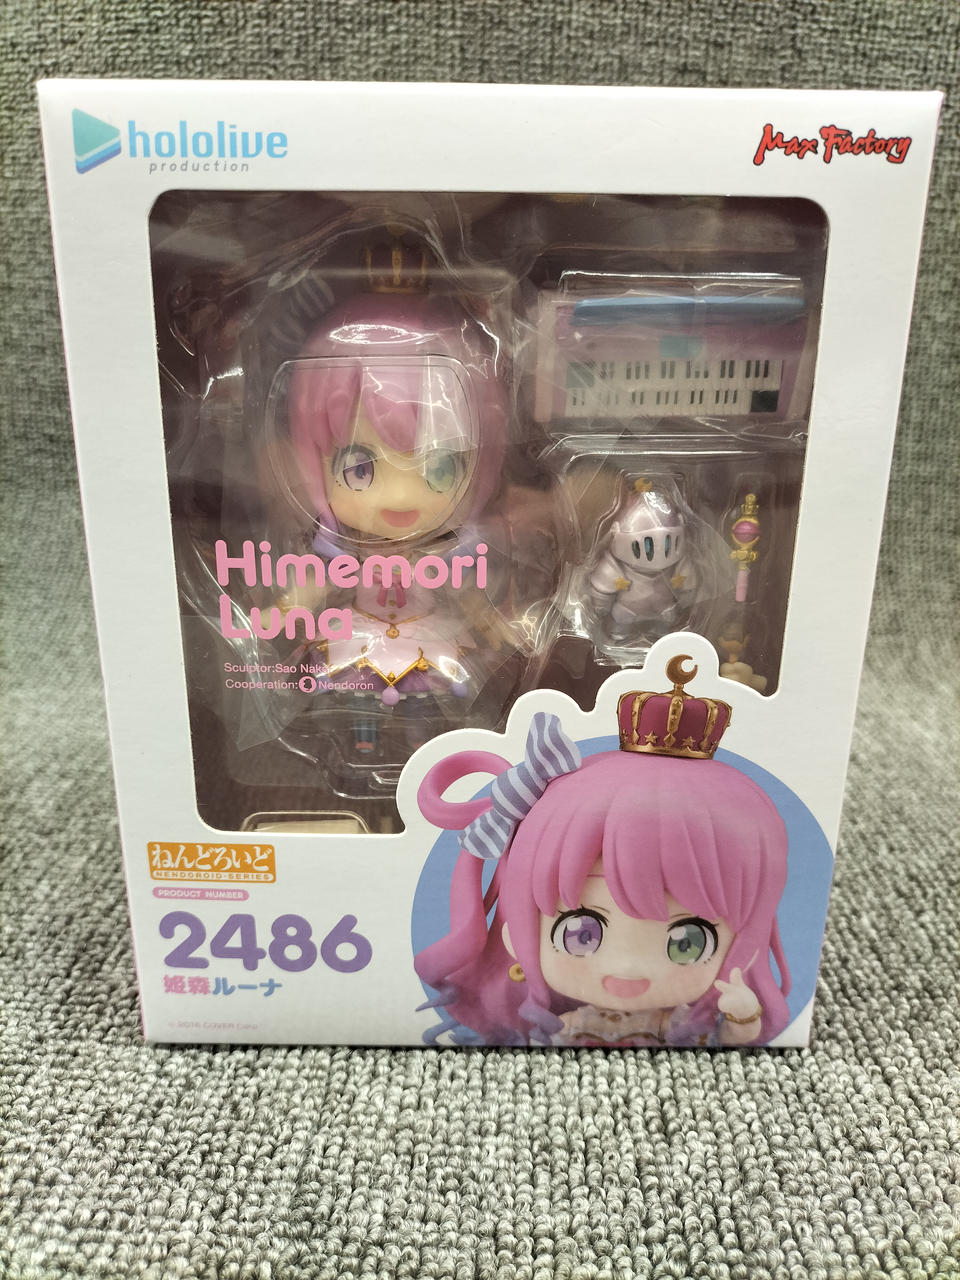 hololive
production
Max Factory
Himemori
Luna
Sculptor:Sao Naka
Cooperation: Nendoron
ねんどろいど
NENDOROID-SERIES
PRODUCT NUMBER
2486
姫森ルーナ
© 2016 COVER Corp.